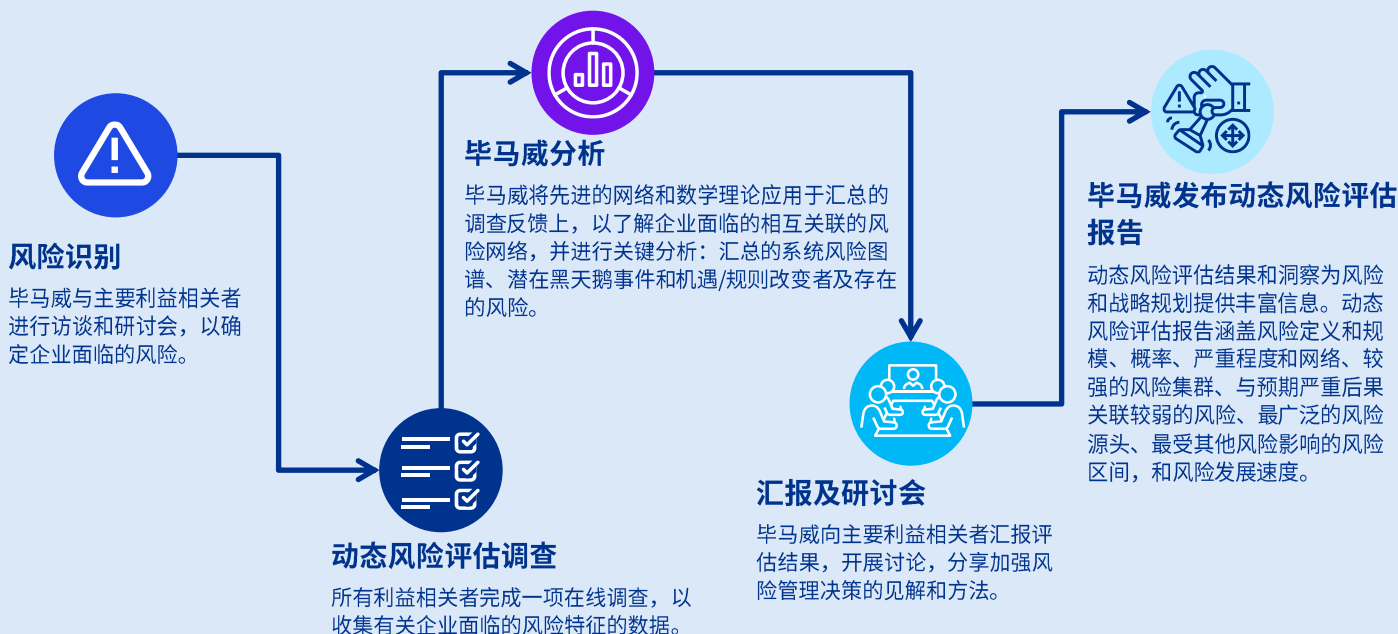 风险识别
毕马威与主要利益相关者
进行访谈和研讨会，以确
定企业面临的风险。
动态风险评估调查
所有利益相关者完成一项在线调查，以
收集有关企业面临的风险特征的数据。
毕马威分析
毕马威将先进的网络和数学理论应用于汇总的
调查反馈上，以了解企业面临的相互关联的风
险网络，并进行关键分析：汇总的系统风险图
谱、潜在黑天鹅事件和机遇/规则改变者及存在
的风险。
汇报及研讨会
毕马威向主要利益相关者汇报评
估结果，开展讨论，分享加强风
险管理决策的见解和方法。
毕马威发布动态风险评估
报告
动态风险评估结果和洞察为风险
和战略规划提供丰富信息。动态
风险评估报告涵盖风险定义和规
模、概率、严重程度和网络、较
强的风险集群、与预期严重后果
关联较弱的风险、最广泛的风险
源头、最受其他风险影响的风险
区间，和风险发展速度。